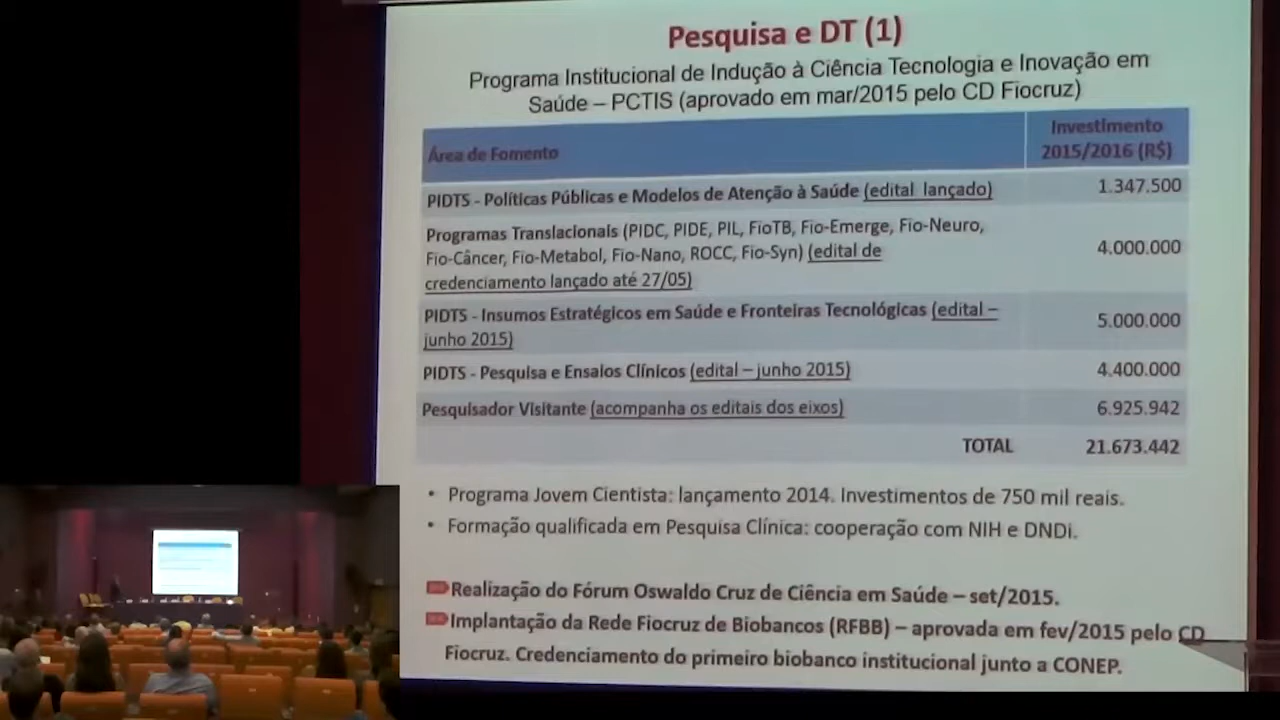 Pesquisa e DT (1)
Programa Institucional de Indução à Ciência Tecnologia e Inovação em
Saúde – PCTIS (aprovado em mar/2015 pelo CD Fiocruz)
Área de Fomento
Investimento
2015/2016 (R$)
PIDTS - Políticas Públicas e Modelos de Atenção à Saúde (edital lançado)
1.347.500
Programas Translacionais (PIDC, PIDE, PIL, FioTB, Fio-Emerge, Fio-Neuro,
Fio-Câncer, Fio-Metabol, Fio-Nano, ROCC, Fio-Syn) (edital de
credenciamento lançado até 27/05)
4.000.000
PIDTS - Insumos Estratégicos em Saúde e Fronteiras Tecnológicas (edital –
junho 2015)
5.000.000
PIDTS - Pesquisa e Ensaios Clínicos (edital – junho 2015)
4.400.000
Pesquisador Visitante (acompanha os editais dos eixos)
6.925.942
TOTAL 21.673.442
• Programa Jovem Cientista: lançamento 2014. Investimentos de 750 mil reais.
• Formação qualificada em Pesquisa Clínica: cooperação com NIH e DNDi.
Realização do Fórum Oswaldo Cruz de Ciência em Saúde – set/2015.
Implantação da Rede Fiocruz de Biobancos (RFBB) – aprovada em fev/2015 pelo CD
Fiocruz. Credenciamento do primeiro biobanco institucional junto a CONEP.